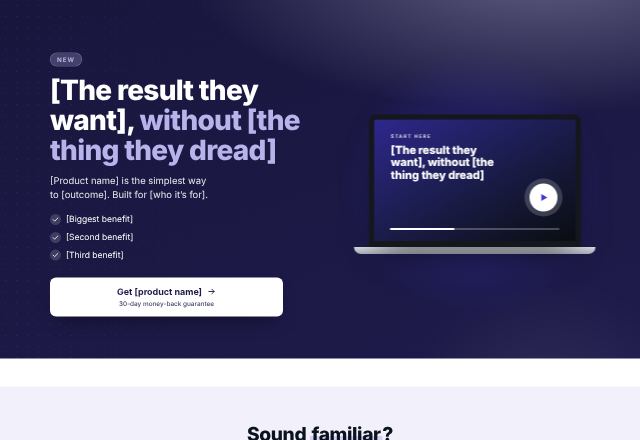 NEW
[The result they
want], without [the
thing they dread]
[Product name] is the simplest way
to [outcome]. Built for [who it's for].
[Biggest benefit]
[Second benefit]
[Third benefit]
Get [product name] →
30-day money-back guarantee
START HERE
[The result they
want], without [the
thing they dread]
Sound familiar?